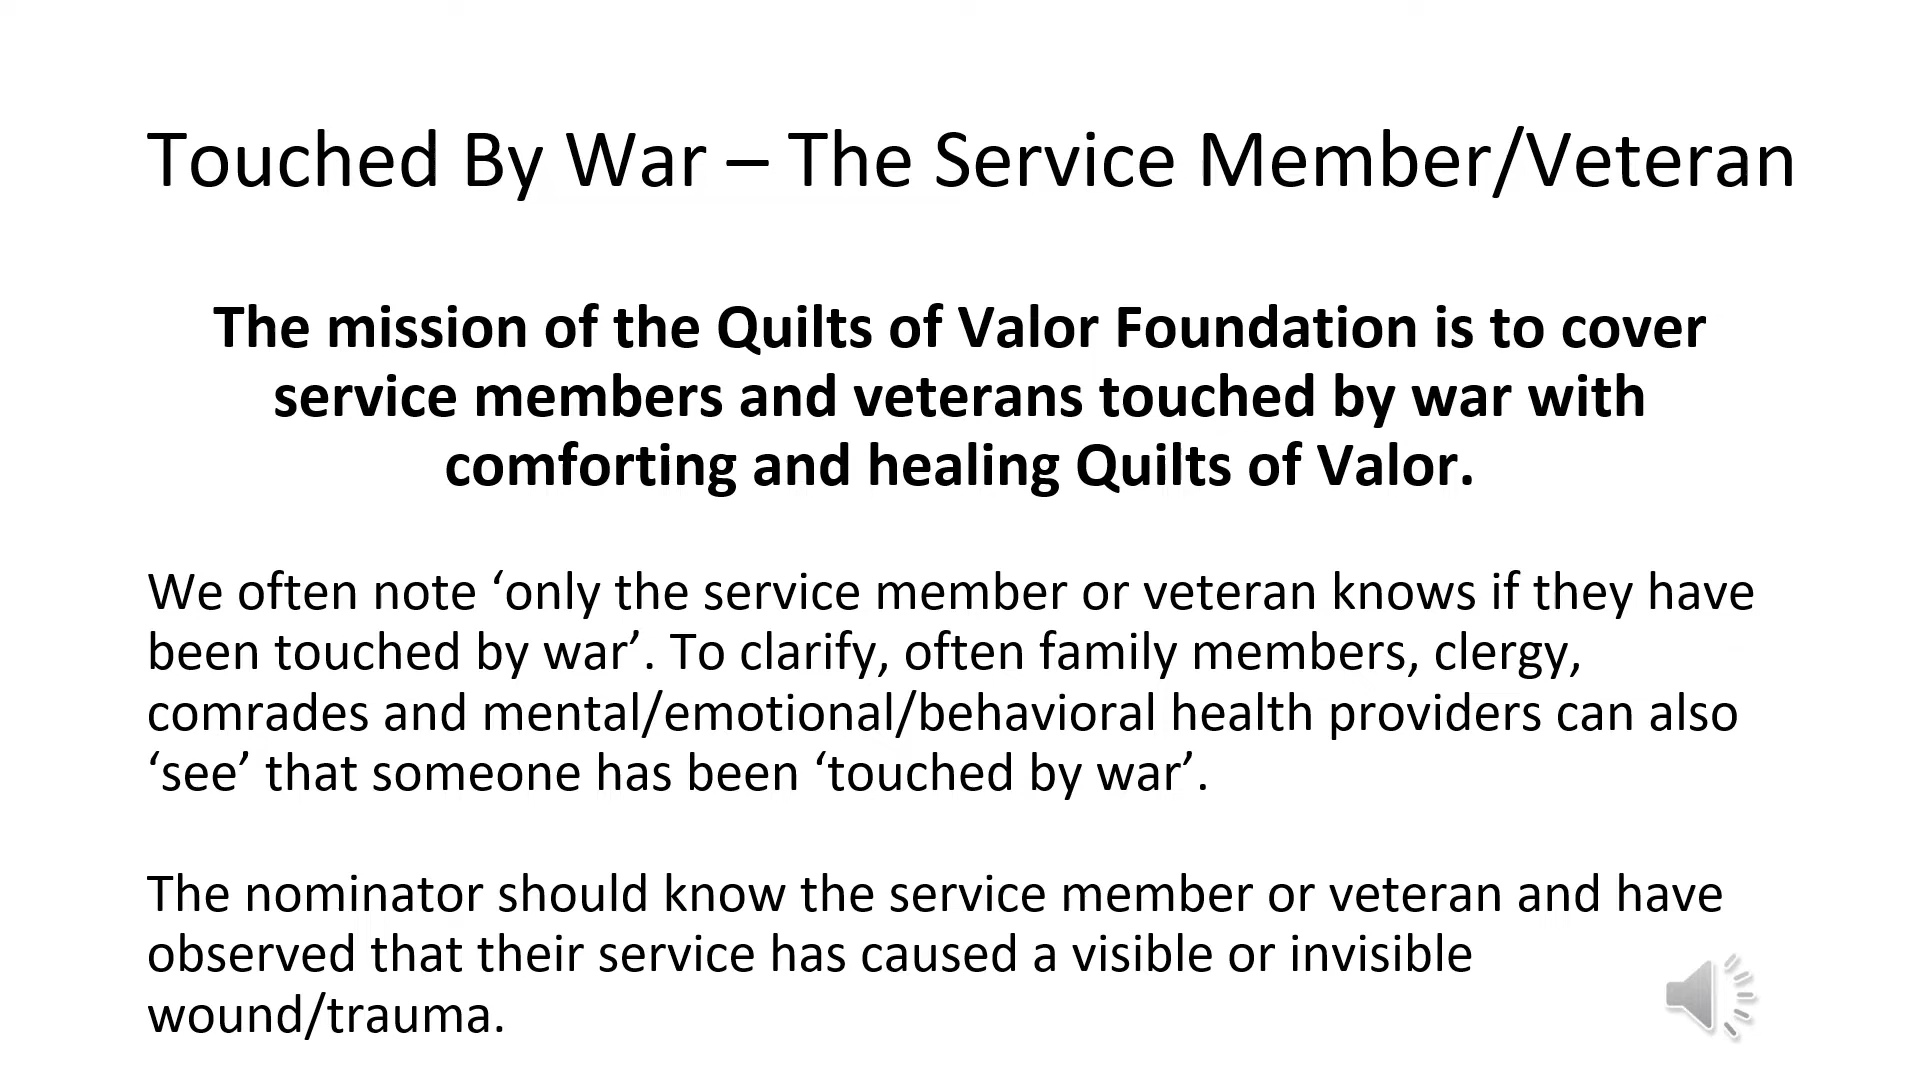 Touched By War – The Service Member/Veteran
The mission of the Quilts of Valor Foundation is to cover
service members and veterans touched by war with
comforting and healing Quilts of Valor.
We often note ‘only the service member or veteran knows if they have
been touched by war’. To clarify, often family members, clergy,
comrades and mental/emotional/behavioral health providers can also
‘see’ that someone has been ‘touched by war’.
The nominator should know the service member or veteran and have
observed that their service has caused a visible or invisible
wound/trauma.